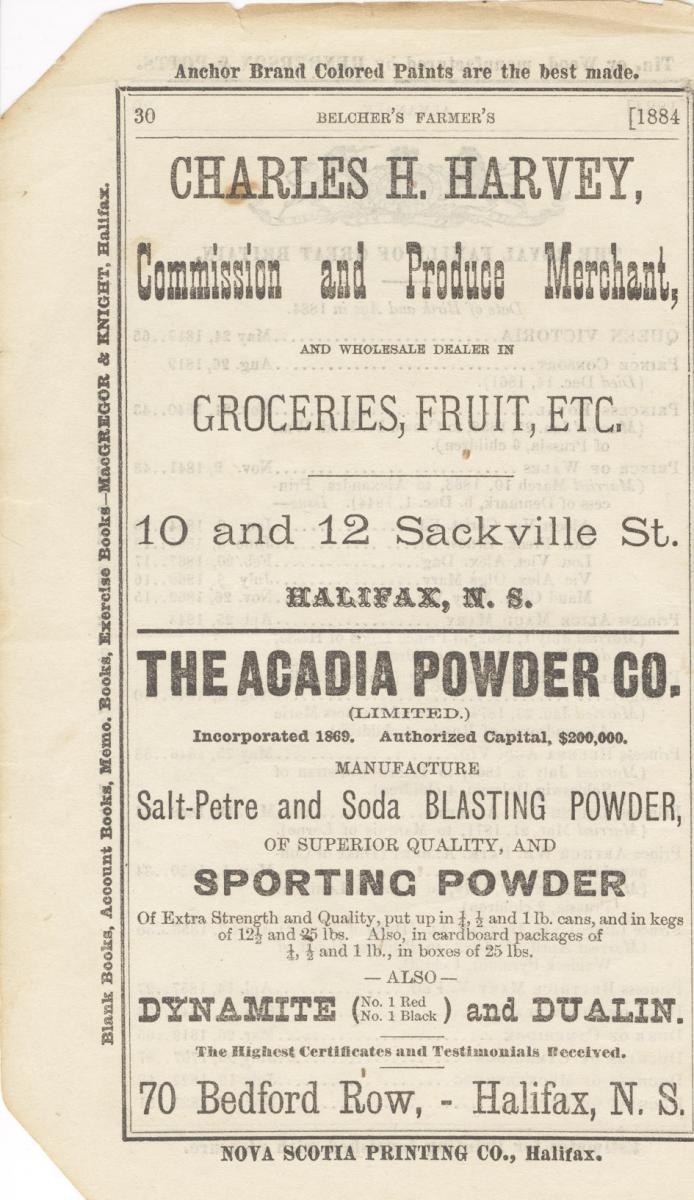 Anchor Brand Colored Paints are the best made.
30 BELCHER'S FARMER'S [1884
CHARLES H. HARVEY,
Commission and Produce Merchant,
AND WHOLESALE DEALER IN
GROCERIES, FRUIT, ETC.
10 and 12 Sackville St.
HALIFAX, N. S.
THE ACADIA POWDER CO.
(LIMITED.)
Incorporated 1869. Authorized Capital, $200,000.
MANUFACTURE
Salt-Petre and Soda BLASTING POWDER,
OF SUPERIOR QUALITY, AND
SPORTING POWDER
Of Extra Strength and Quality, put up in ¼, ½ and 1 lb. cans, and in kegs
of 12½ and 25 lbs. Also, in cardboard packages of
¼, ½ and 1 lb., in boxes of 25 lbs.
— ALSO —
DYNAMITE (No. 1 Red No. 1 Black) and DUALIN.
The Highest Certificates and Testimonials Received.
70 Bedford Row, - Halifax, N. S.
NOVA SCOTIA PRINTING CO., Halifax.
Blank Books, Account Books, Memo. Books, Exercise Books—MacGREGOR & KNIGHT, Halifax.